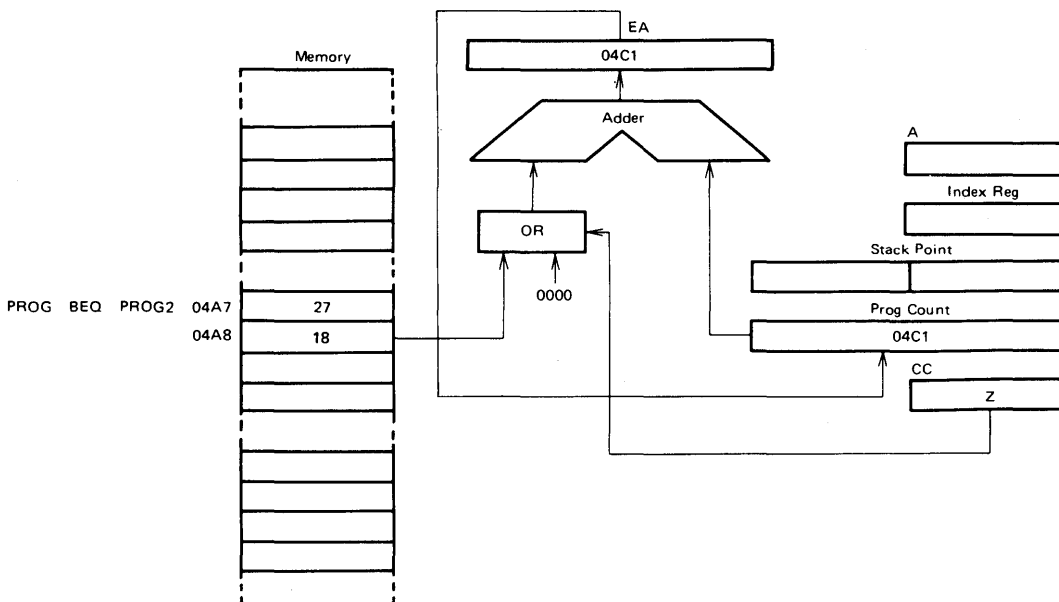 EA
04C1
Memory
Adder
A
Index Reg
OR
Stack Point
0000
PROG BEQ PROG2 04A7 27
Prog Count
04A8 18
04C1
CC
Z